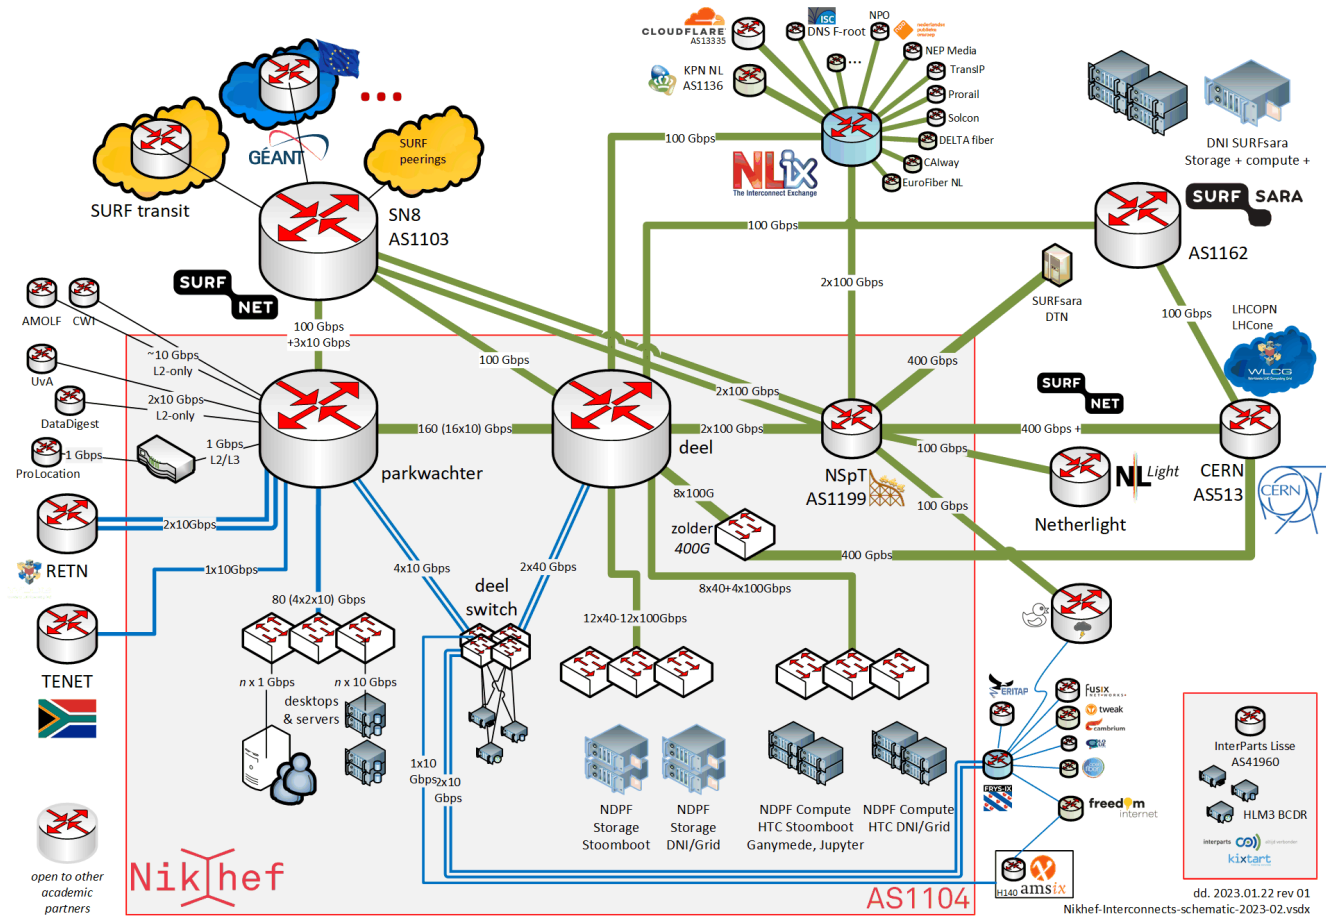 CLOUDFLARE
AS13335
ISC
DNS F-root
NPO
nederlandse
publieke
omroep
...
NEP Media
TransIP
KPN NL
AS1136
Prorail
Solcon
DELTA fiber
CAIway
EuroFiber NL
NLix
The Interconnect Exchange
DNI SURFsara
Storage + compute +
SURF SARA
AS1162
GÉANT
SURF
peerings
SURF transit
SN8
AS1103
SURF
NET
100 Gbps
100 Gbps
2x100 Gbps
SURFsara
DTN
100 Gbps
LHCOPN
LHCone
WLCG
AMOLF
CWI
100 Gbps
+3x10 Gbps
~10 Gbps
L2-only
UvA
2x10 Gbps
L2-only
DataDigest
1 Gbps
L2/L3
ProLocation
1 Gbps
100 Gbps
400 Gbps
2x100 Gbps
SURF
NET
160 (16x10) Gbps
parkwachter
deel
2x100 Gbps
NSpT
AS1199
400 Gbps +
100 Gbps
CERN
AS513
CERN
NL Light
Netherlight
8x100G
zolder
400G
100 Gbps
400 Gpbs
2x10Gbps
RETN
1x10Gbps
TENET
4x10 Gbps
2x40 Gbps
deel
switch
80 (4x2x10) Gbps
12x40-12x100Gbps
8x40+4x100Gbps
n x 1 Gbps
n x 10 Gbps
desktops
& servers
1x10
Gbps
2x10
Gbps
NDPF
Storage
Stoomboot
NDPF
Storage
DNI/Grid
NDPF Compute
HTC Stoomboot
Ganymede, Jupyter
NDPF Compute
HTC DNI/Grid
ERITAP
fusix
NETWORKS
tweak
cambrium
FRYS-IX
freedom
internet
H140
amsix
InterParts Lisse
AS41960
HLM3 BCDR
interparts
kixtart
open to other
academic
partners
Nikhef
AS1104
dd. 2023.01.22 rev 01
Nikhef-Interconnects-schematic-2023-02.vsdx